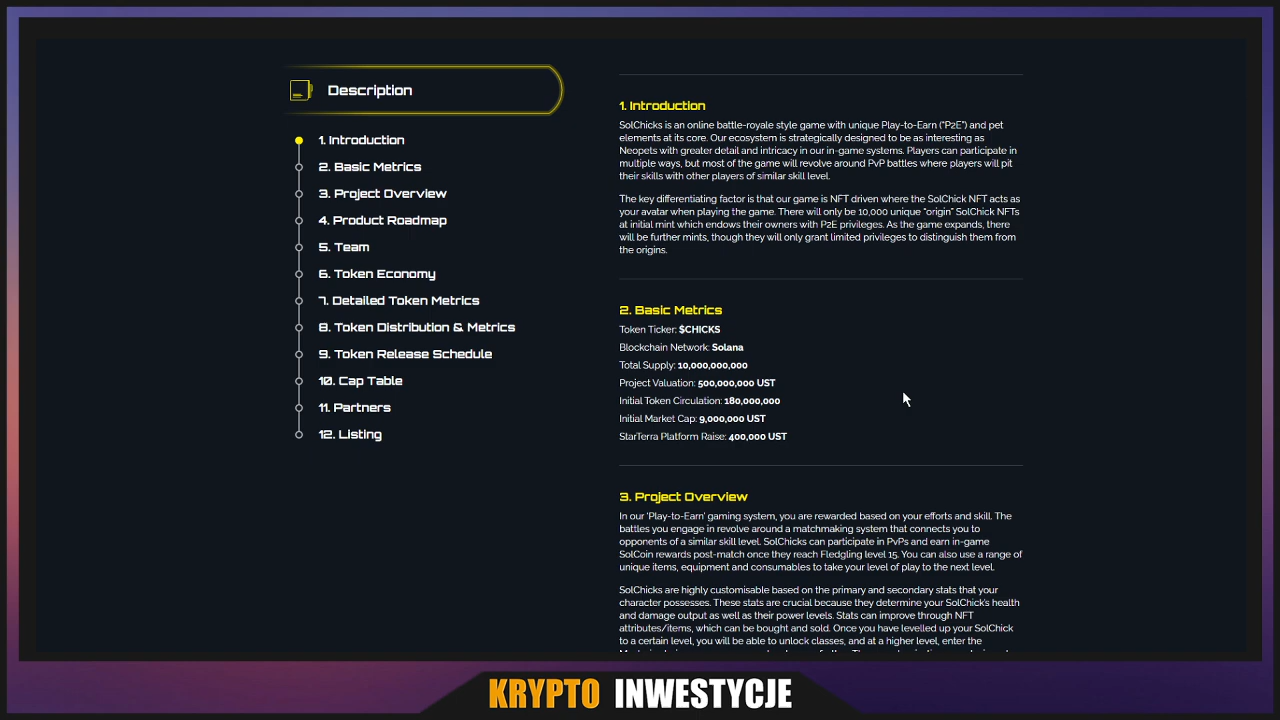 Description
1. Introduction
2. Basic Metrics
3. Project Overview
4. Product Roadmap
5. Team
6. Token Economy
7. Detailed Token Metrics
8. Token Distribution & Metrics
9. Token Release Schedule
10. Cap Table
11. Partners
12. Listing
1. Introduction
SolChicks is an online battle-royale style game with unique Play-to-Earn ("P2E") and pet
elements at its core. Our ecosystem is strategically designed to be as interesting as
Neopets with greater detail and intricacy in our in-game systems. Players can participate in
multiple ways, but most of the game will revolve around PvP battles where players will pit
their skills with other players of similar skill level.
The key differentiating factor is that our game is NFT driven where the SolChick NFT acts as
your avatar when playing the game. There will only be 10,000 unique "origin" SolChick NFTs
at initial mint which endows their owners with P2E privileges. As the game expands, there
will be further mints, though they will only grant limited privileges to distinguish them from
the origins.
2. Basic Metrics
Token Ticker: $CHICKS
Blockchain Network: Solana
Total Supply: 10,000,000,000
Project Valuation: 500,000,000 UST
Initial Token Circulation: 180,000,000
Initial Market Cap: 9,000,000 UST
StarTerra Platform Raise: 400,000 UST
3. Project Overview
In our 'Play-to-Earn' gaming system, you are rewarded based on your efforts and skill. The
battles you engage in revolve around a matchmaking system that connects you to
opponents of a similar skill level. SolChicks can participate in PvPs and earn in-game
SolCoin rewards post-match once they reach Fledgling level 15. You can also use a range of
unique items, equipment and consumables to take your level of play to the next level.
SolChicks are highly customisable based on the primary and secondary stats that your
character possesses. These stats are crucial because they determine your SolChick's health
and damage output as well as their power levels. Stats can improve through NFT
attributes/items, which can be bought and sold. Once you have levelled up your SolChick
to a certain level, you will be able to unlock classes, and at a higher level, enter the
KRYPTO INWESTYCJE